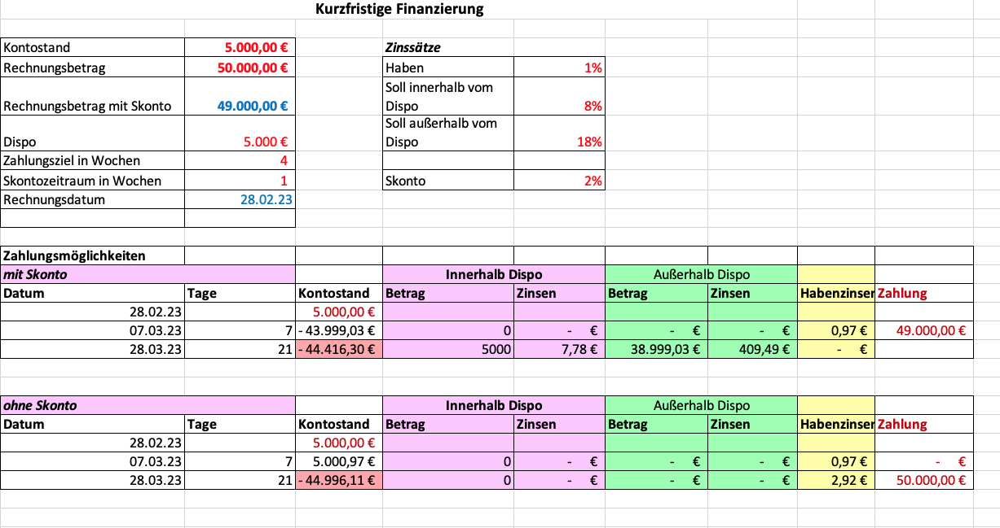 Kurzfristige Finanzierung
Kontostand 5.000,00 € Zinssätze
Rechnungsbetrag 50.000,00 € Haben 1%
Soll innerhalb vom
Rechnungsbetrag mit Skonto 49.000,00 € Dispo 8%
Soll außerhalb vom
Dispo 5.000 € Dispo 18%
Zahlungsziel in Wochen 4
Skontozeitraum in Wochen 1 Skonto 2%
Rechnungsdatum 28.02.23
Zahlungsmöglichkeiten
mit Skonto Innerhalb Dispo Außerhalb Dispo
Datum Tage Kontostand Betrag Zinsen Betrag Zinsen Habenzinser Zahlung
28.02.23 5.000,00 €
07.03.23 7 - 43.999,03 € 0 - € - € - € 0,97 € 49.000,00 €
28.03.23 21 - 44.416,30 € 5000 7,78 € 38.999,03 € 409,49 € - €
ohne Skonto Innerhalb Dispo Außerhalb Dispo
Datum Tage Kontostand Betrag Zinsen Betrag Zinsen Habenzinser Zahlung
28.02.23 5.000,00 €
07.03.23 7 5.000,97 € 0 - € - € - € 0,97 € - €
28.03.23 21 - 44.996,11 € 0 - € - € - € 2,92 € 50.000,00 €